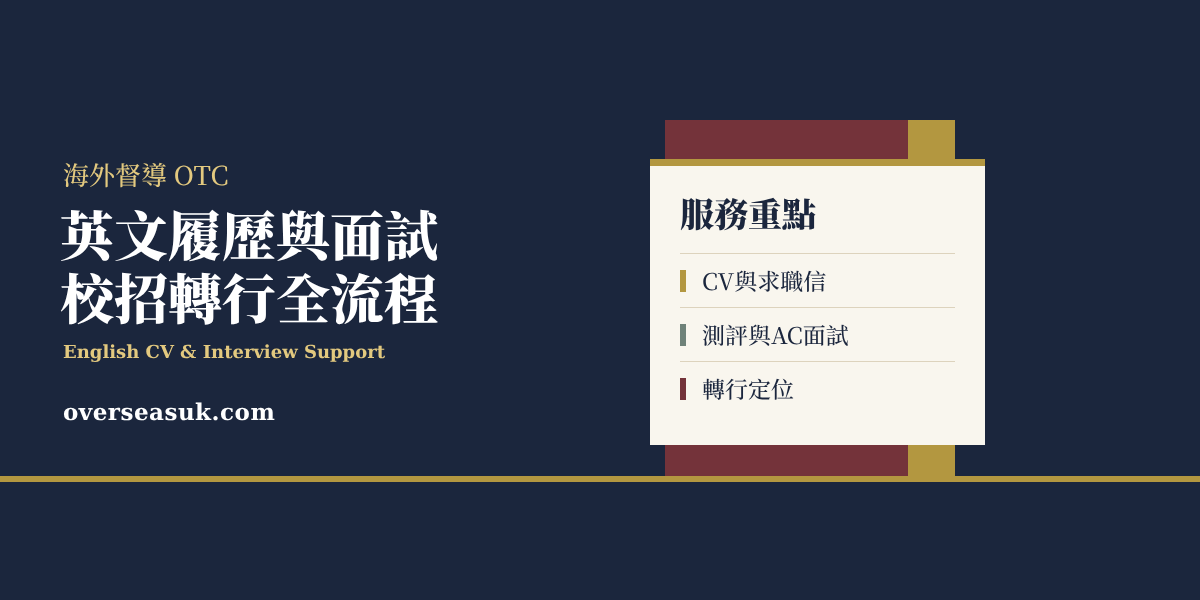 海外督導 OTC
英文履歷與面試
校招轉行全流程
English CV & Interview Support
overseasuk.com
服務重點
CV與求職信
測評與AC面試
轉行定位